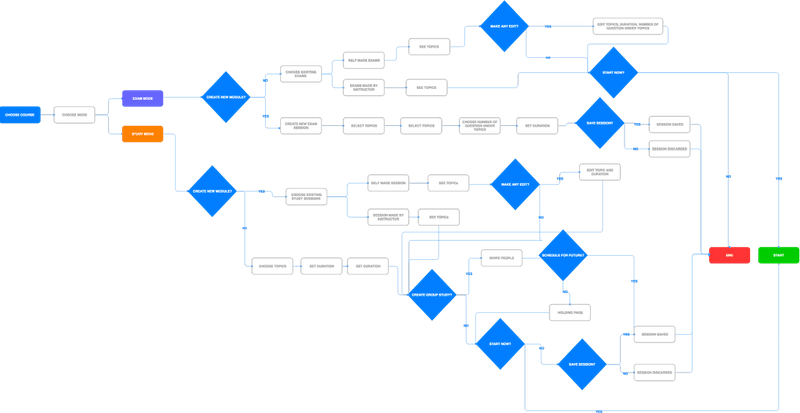 CHOOSE COURSE
CHOOSE MODE
EXAM MODE
STUDY MODE
CREATE NEW MODULE?
NO
YES
CHOOSE EXISTING
EXAMS
SELF MADE EXAMS
SEE TOPICS
MAKE ANY EDIT?
YES
EDIT TOPICS, DURATION, NUMBER OF
QUESTION UNDER TOPICS
NO
EXAMS MADE BY
INSTRUCTOR
SEE TOPICS
START NOW?
CREATE NEW EXAM
SESSION
SELECT TOPICS
SELECT TOPICS
CHOOSE NUMBER OF
QUESTION UNDER
TOPICS
SET DURATION
SAVE SESSION?
YES
SESSION SAVED
NO
SESSION DISCARDED
NO
YES
CREATE NEW MODULE?
YES
CHOOSE EXISTING
STUDY SESSIONS
SELF MADE SESSION
SEE TOPICS
MAKE ANY EDIT?
YES
EDIT TOPIC AND
DURATION
NO
SESSION MADE BY
INSTRUCTOR
SEE TOPICS
NO
CHOOSE TOPICS
SET DURATION
SET DURATION
CREATE GROUP STUDY?
YES
INVITE PEOPLE
SCHEDULE FOR FUTURE?
YES
NO
HOLDING PAGE
NO
START NOW?
NO
SAVE SESSION?
YES
SESSION SAVED
NO
SESSION DISCARDED
YES
END
START